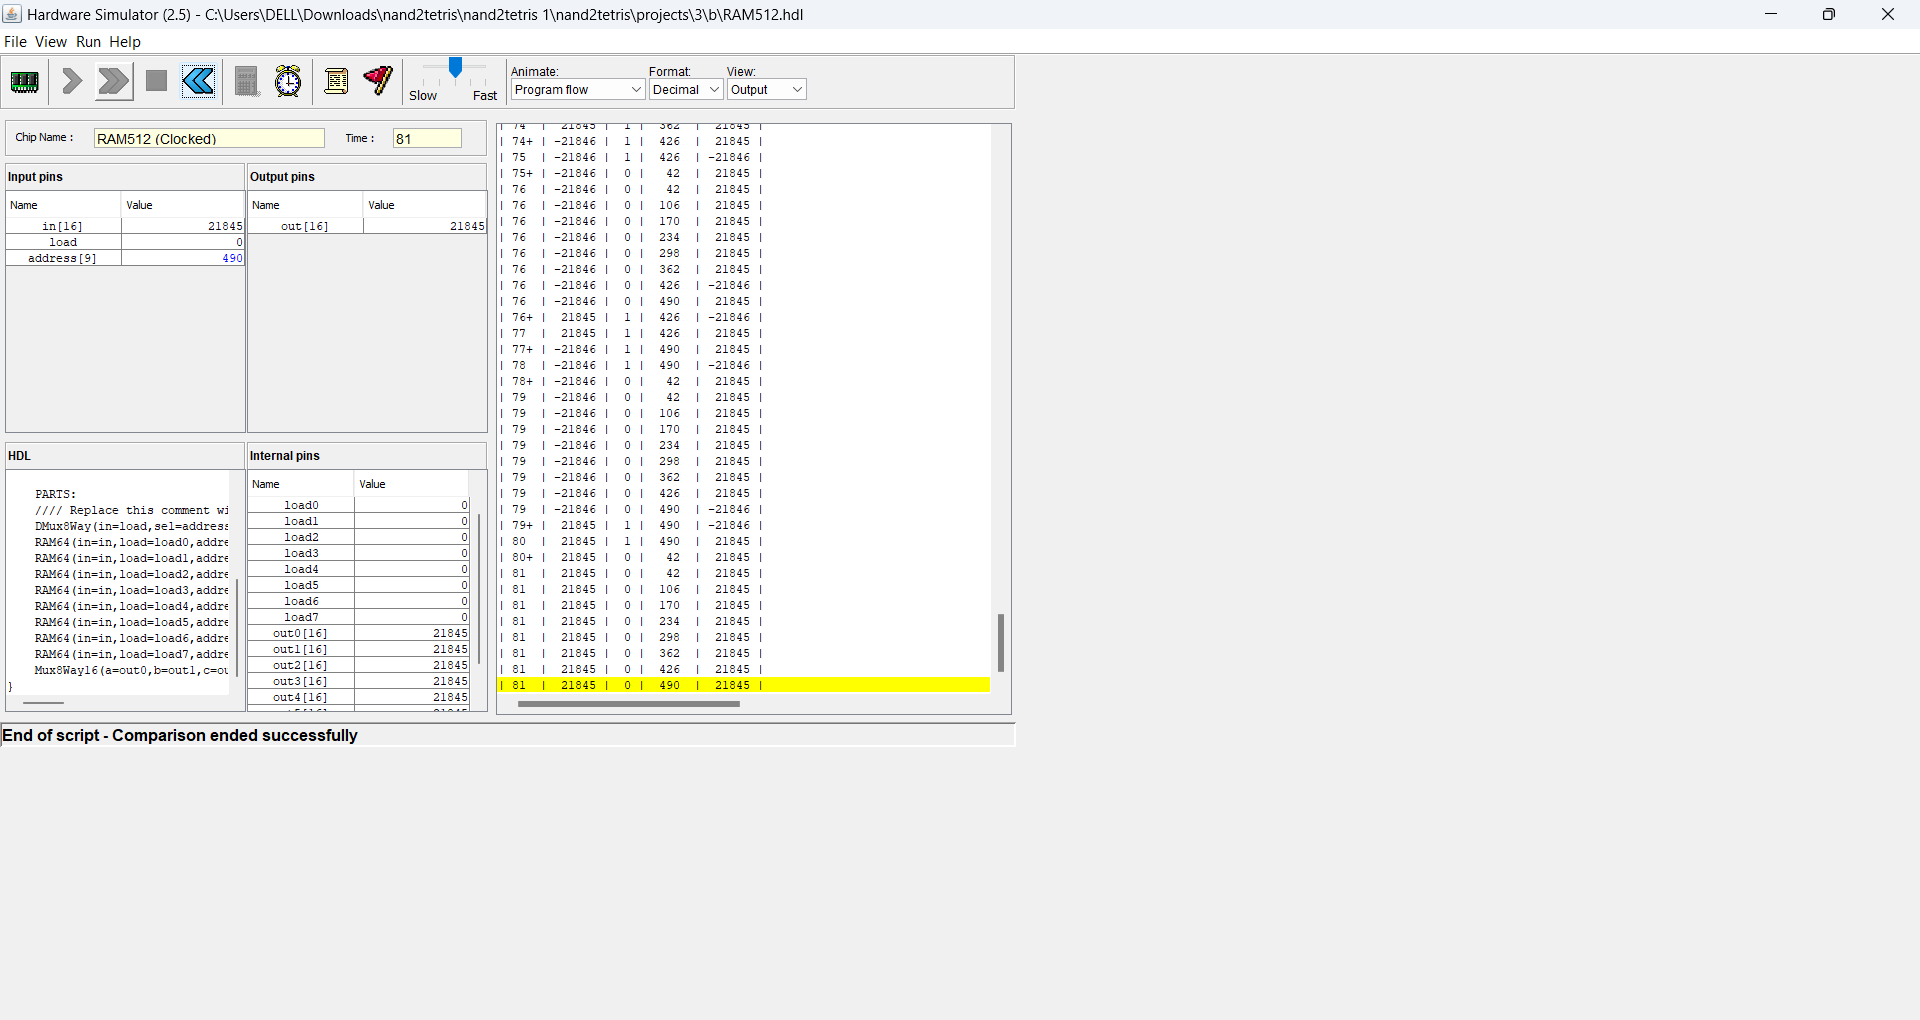 Hardware Simulator (2.5) - C:\Users\DELL\Downloads\nand2tetris\nand2tetris 1\nand2tetris\projects\3\b\RAM512.hdl
File View Run Help
Slow Fast
Animate: Format: View:
Program flow Decimal Output
Chip Name : RAM512 (Clocked) Time : 81
Input pins
Name Value
in[16] 21845
load 0
address[9] 490
Output pins
Name Value
out[16] 21845
HDL
PARTS:
//// Replace this comment wi
DMux8Way(in=load,sel=address
RAM64(in=in,load=load0,addre
RAM64(in=in,load=load1,addre
RAM64(in=in,load=load2,addre
RAM64(in=in,load=load3,addre
RAM64(in=in,load=load4,addre
RAM64(in=in,load=load5,addre
RAM64(in=in,load=load6,addre
RAM64(in=in,load=load7,addre
Mux8Way16(a=out0,b=out1,c=ou
}
Internal pins
Name Value
load0 0
load1 0
load2 0
load3 0
load4 0
load5 0
load6 0
load7 0
out0[16] 21845
out1[16] 21845
out2[16] 21845
out3[16] 21845
out4[16] 21845
| 74 | 21845 | 1 | 362 | 21845 |
| 74+ | -21846 | 1 | 426 | 21845 |
| 75 | -21846 | 1 | 426 | -21846 |
| 75+ | -21846 | 0 | 42 | 21845 |
| 76 | -21846 | 0 | 42 | 21845 |
| 76 | -21846 | 0 | 106 | 21845 |
| 76 | -21846 | 0 | 170 | 21845 |
| 76 | -21846 | 0 | 234 | 21845 |
| 76 | -21846 | 0 | 298 | 21845 |
| 76 | -21846 | 0 | 362 | 21845 |
| 76 | -21846 | 0 | 426 | -21846 |
| 76 | -21846 | 0 | 490 | 21845 |
| 76+ | 21845 | 1 | 426 | -21846 |
| 77 | 21845 | 1 | 426 | 21845 |
| 77+ | -21846 | 1 | 490 | 21845 |
| 78 | -21846 | 1 | 490 | -21846 |
| 78+ | -21846 | 0 | 42 | 21845 |
| 79 | -21846 | 0 | 42 | 21845 |
| 79 | -21846 | 0 | 106 | 21845 |
| 79 | -21846 | 0 | 170 | 21845 |
| 79 | -21846 | 0 | 234 | 21845 |
| 79 | -21846 | 0 | 298 | 21845 |
| 79 | -21846 | 0 | 362 | 21845 |
| 79 | -21846 | 0 | 426 | 21845 |
| 79 | -21846 | 0 | 490 | -21846 |
| 79+ | 21845 | 1 | 490 | -21846 |
| 80 | 21845 | 1 | 490 | 21845 |
| 80+ | 21845 | 0 | 42 | 21845 |
| 81 | 21845 | 0 | 42 | 21845 |
| 81 | 21845 | 0 | 106 | 21845 |
| 81 | 21845 | 0 | 170 | 21845 |
| 81 | 21845 | 0 | 234 | 21845 |
| 81 | 21845 | 0 | 298 | 21845 |
| 81 | 21845 | 0 | 362 | 21845 |
| 81 | 21845 | 0 | 426 | 21845 |
| 81 | 21845 | 0 | 490 | 21845 |
End of script - Comparison ended successfully